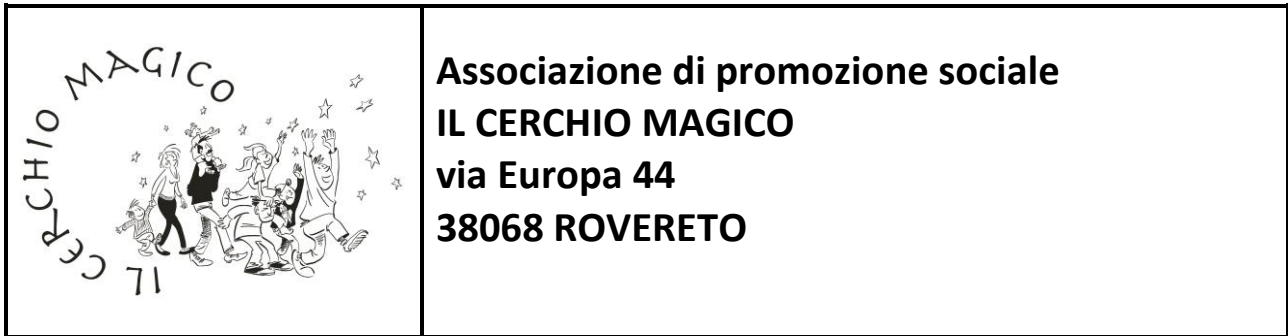 IL CERCHIO MAGICO
Associazione di promozione sociale
IL CERCHIO MAGICO
via Europa 44
38068 ROVERETO